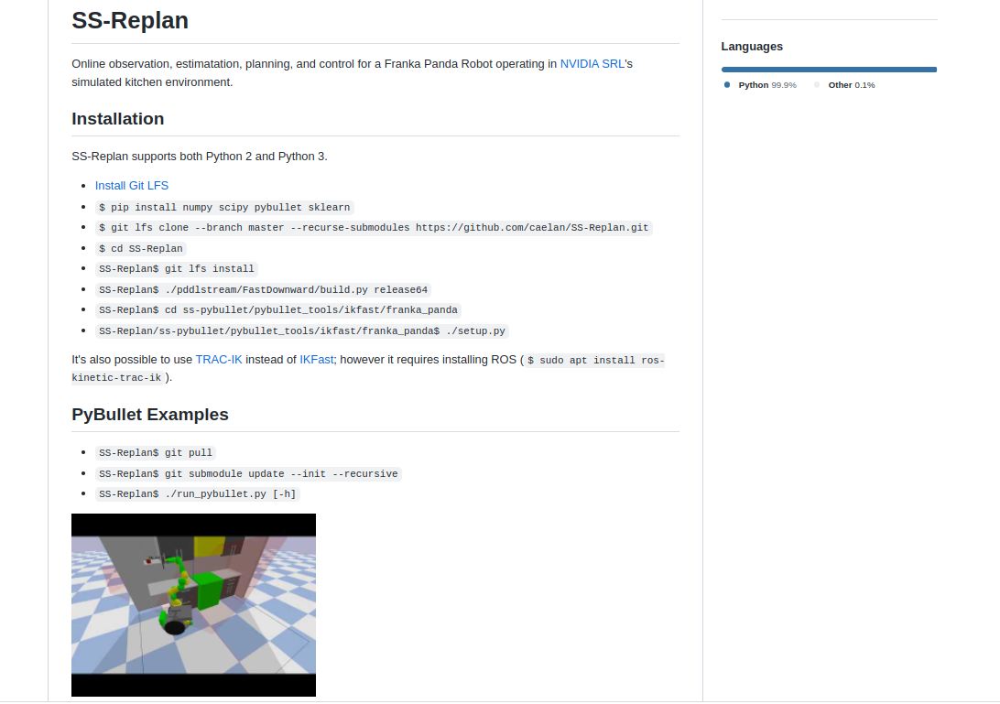 SS-Replan
Online observation, estimatation, planning, and control for a Franka Panda Robot operating in NVIDIA SRL's
simulated kitchen environment.
Installation
SS-Replan supports both Python 2 and Python 3.
Install Git LFS
$ pip install numpy scipy pybullet sklearn
$ git lfs clone --branch master --recurse-submodules https://github.com/caelan/SS-Replan.git
$ cd SS-Replan
SS-Replan$ git lfs install
SS-Replan$ ./pddlstream/FastDownward/build.py release64
SS-Replan$ cd ss-pybullet/pybullet_tools/ikfast/franka_panda
SS-Replan/ss-pybullet/pybullet_tools/ikfast/franka_panda$ ./setup.py
It's also possible to use TRAC-IK instead of IKFast; however it requires installing ROS ( $ sudo apt install ros-
kinetic-trac-ik ).
PyBullet Examples
SS-Replan$ git pull
SS-Replan$ git submodule update --init --recursive
SS-Replan$ ./run_pybullet.py [-h]
Languages
Python 99.9% Other 0.1%